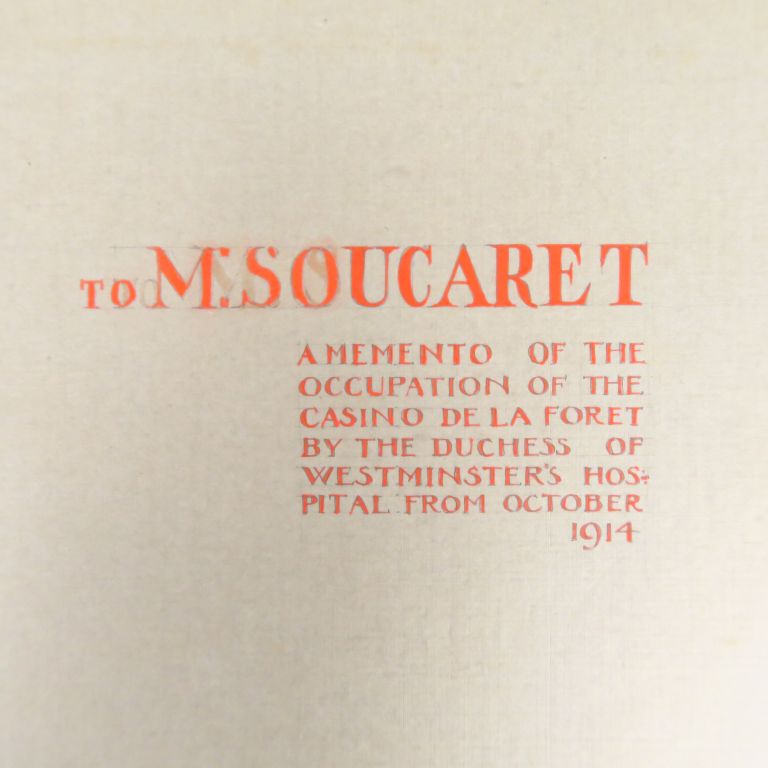 TO M: SOUCARET
A MEMENTO OF THE
OCCUPATION OF THE
CASINO DE LA FORET
BY THE DUCHESS OF
WESTMINSTER'S HOS:
PITAL FROM OCTOBER
1914